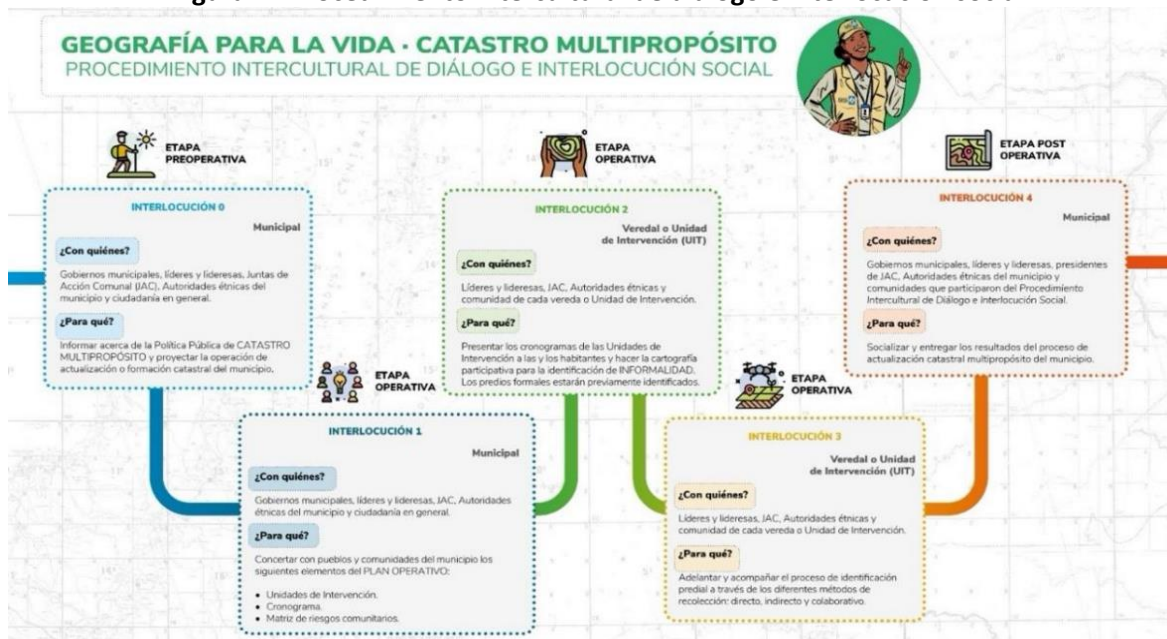 GEOGRAFÍA PARA LA VIDA · CATASTRO MULTIPROPÓSITO
PROCEDIMIENTO INTERCULTURAL DE DIÁLOGO E INTERLOCUCIÓN SOCIAL
ETAPA
PREOPERATIVA
INTERLOCUCIÓN 0
Municipal
¿Con quiénes?
Gobiernos municipales, líderes y lideresas, Juntas de
Acción Comunal (JAC), Autoridades étnicas del
municipio y ciudadanía en general.
¿Para qué?
Informar acerca de la Política Pública de CATASTRO
MULTIPROPÓSITO y proyectar la operación de
actualización o formación catastral del municipio.
ETAPA
OPERATIVA
INTERLOCUCIÓN 1
Municipal
¿Con quiénes?
Gobiernos municipales, líderes y lideresas, JAC, Autoridades
étnicas del municipio y ciudadanía en general.
¿Para qué?
Concertar con pueblos y comunidades del municipio los
siguientes elementos del PLAN OPERATIVO:
• Unidades de Intervención.
• Cronograma.
• Matriz de riesgos comunitarios.
ETAPA
OPERATIVA
INTERLOCUCIÓN 2
Veredal o Unidad
de Intervención (UIT)
¿Con quiénes?
Líderes y lideresas, JAC, Autoridades étnicas y
comunidad de cada vereda o Unidad de Intervención.
¿Para qué?
Presentar los cronogramas de las Unidades de
Intervención a las y los habitantes y hacer la cartografía
participativa para la identificación de INFORMALIDAD.
Los predios formales estarán previamente identificados.
ETAPA
OPERATIVA
INTERLOCUCIÓN 3
Veredal o Unidad
de Intervención (UIT)
¿Con quiénes?
Líderes y lideresas, JAC, Autoridades étnicas y
comunidad de cada vereda o Unidad de Intervención.
¿Para qué?
Adelantar y acompañar el proceso de identificación
predial a través de los diferentes métodos de
recolección: directo, indirecto y colaborativo.
ETAPA POST
OPERATIVA
INTERLOCUCIÓN 4
Municipal
¿Con quiénes?
Gobiernos municipales, líderes y lideresas, presidentes
de JAC, Autoridades étnicas del municipio y
comunidades que participaron del Procedimiento
Intercultural de Diálogo e Interlocución Social.
¿Para qué?
Socializar y entregar los resultados del proceso de
actualización catastral multipropósito del municipio.